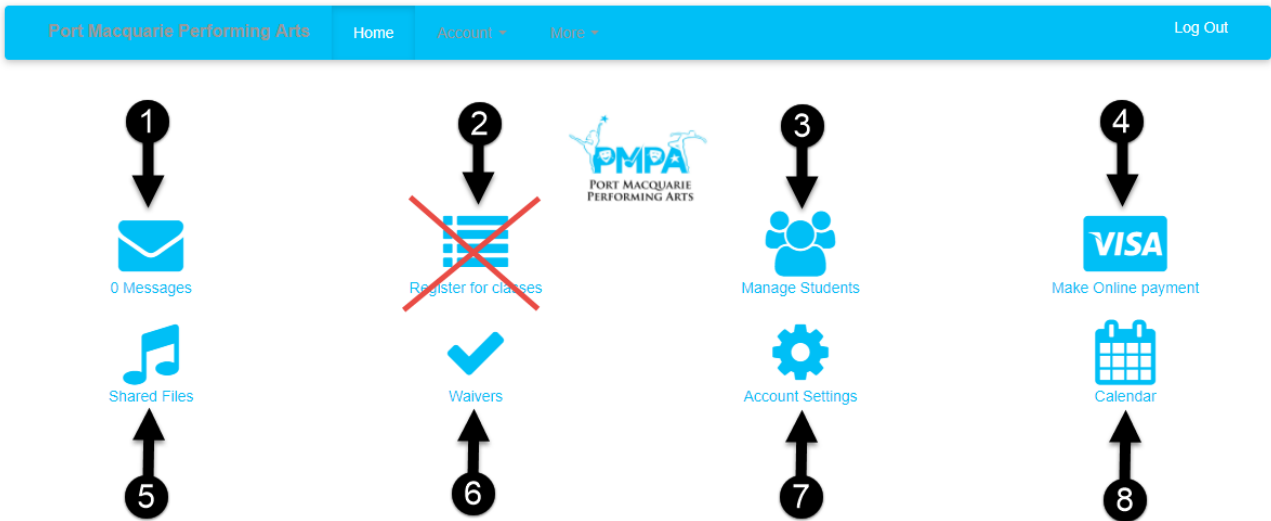 Port Macquarie Performing Arts Home Account More Log Out
1 2 3 4
PMPA
PORT MACQUARIE
PERFORMING ARTS
VISA
0 Messages Register for classes Manage Students Make Online payment
Shared Files Waivers Account Settings Calendar
5 6 7 8